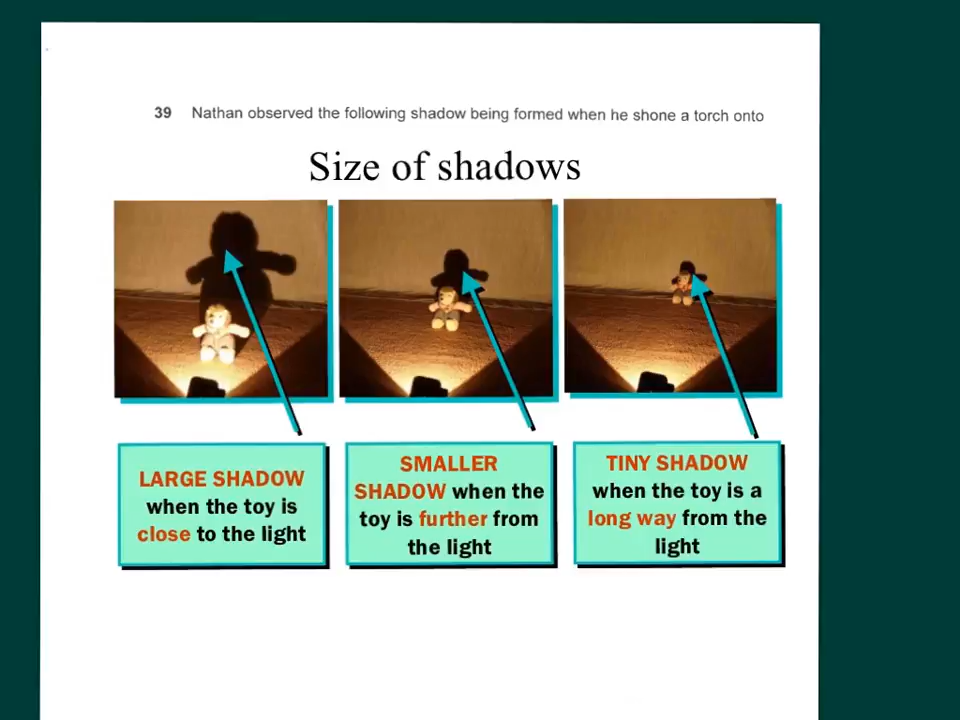 39 Nathan observed the following shadow being formed when he shone a torch onto
Size of shadows
LARGE SHADOW
when the toy is
close to the light
SMALLER
SHADOW when the
toy is further from
the light
TINY SHADOW
when the toy is a
long way from the
light